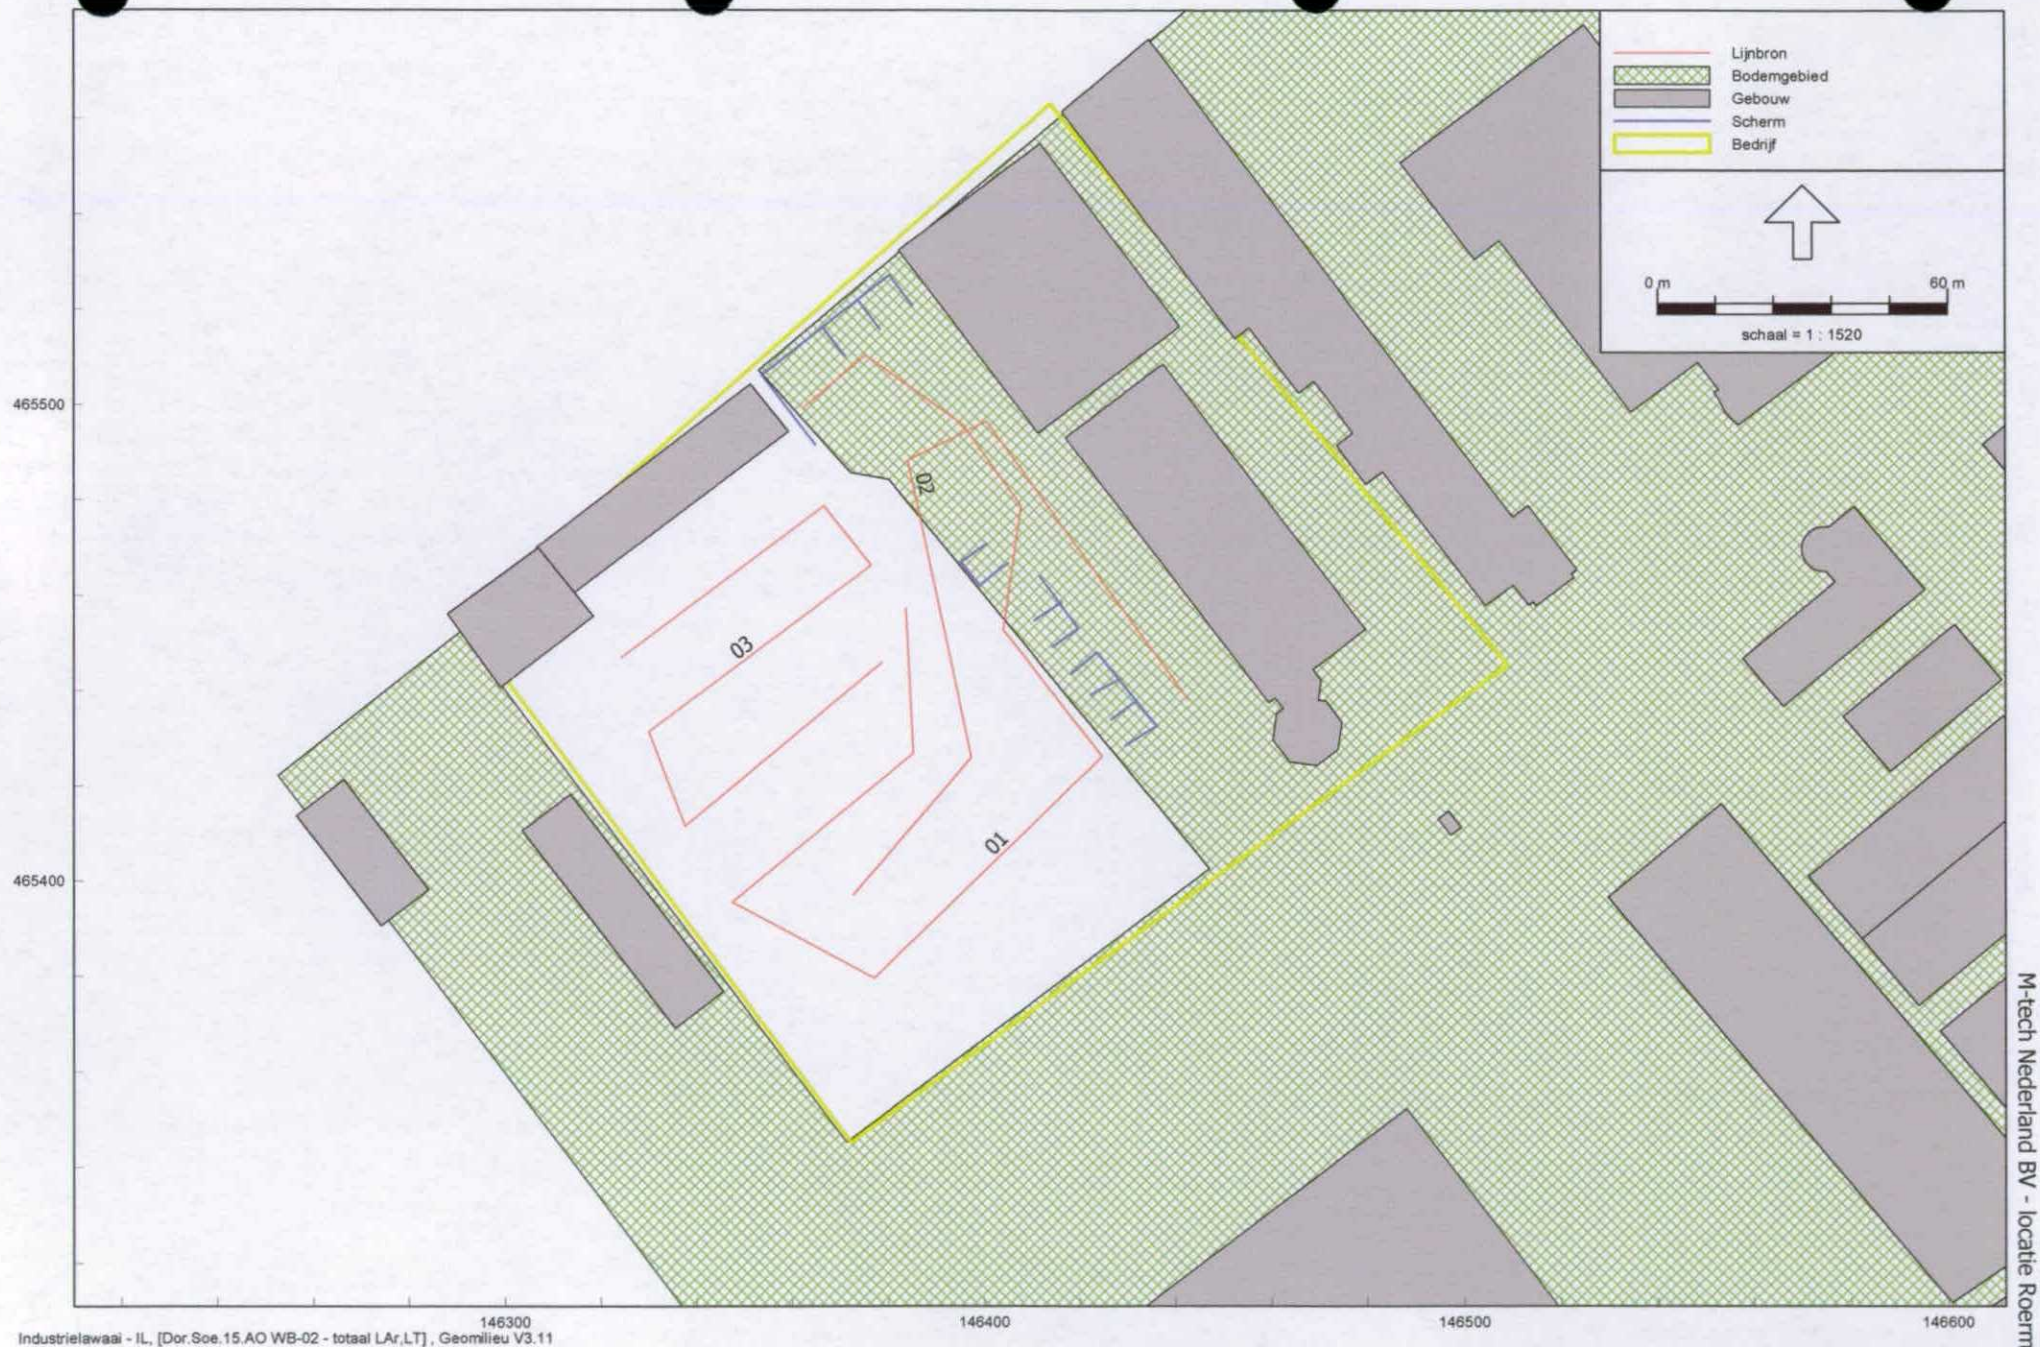 Lijnbron
Bodemgebied
Gebouw
Scherm
Bedrijf
0 m 60 m
schaal = 1 : 1520
465500
465400
02
03
01
146300 146400 146500 146600
Industrielawaai - IL, [Dor.Soe.15.AO WB-02 - totaal LAr,LT] , Geomilieu V3.11
M-tech Nederland BV - locatie Roerm